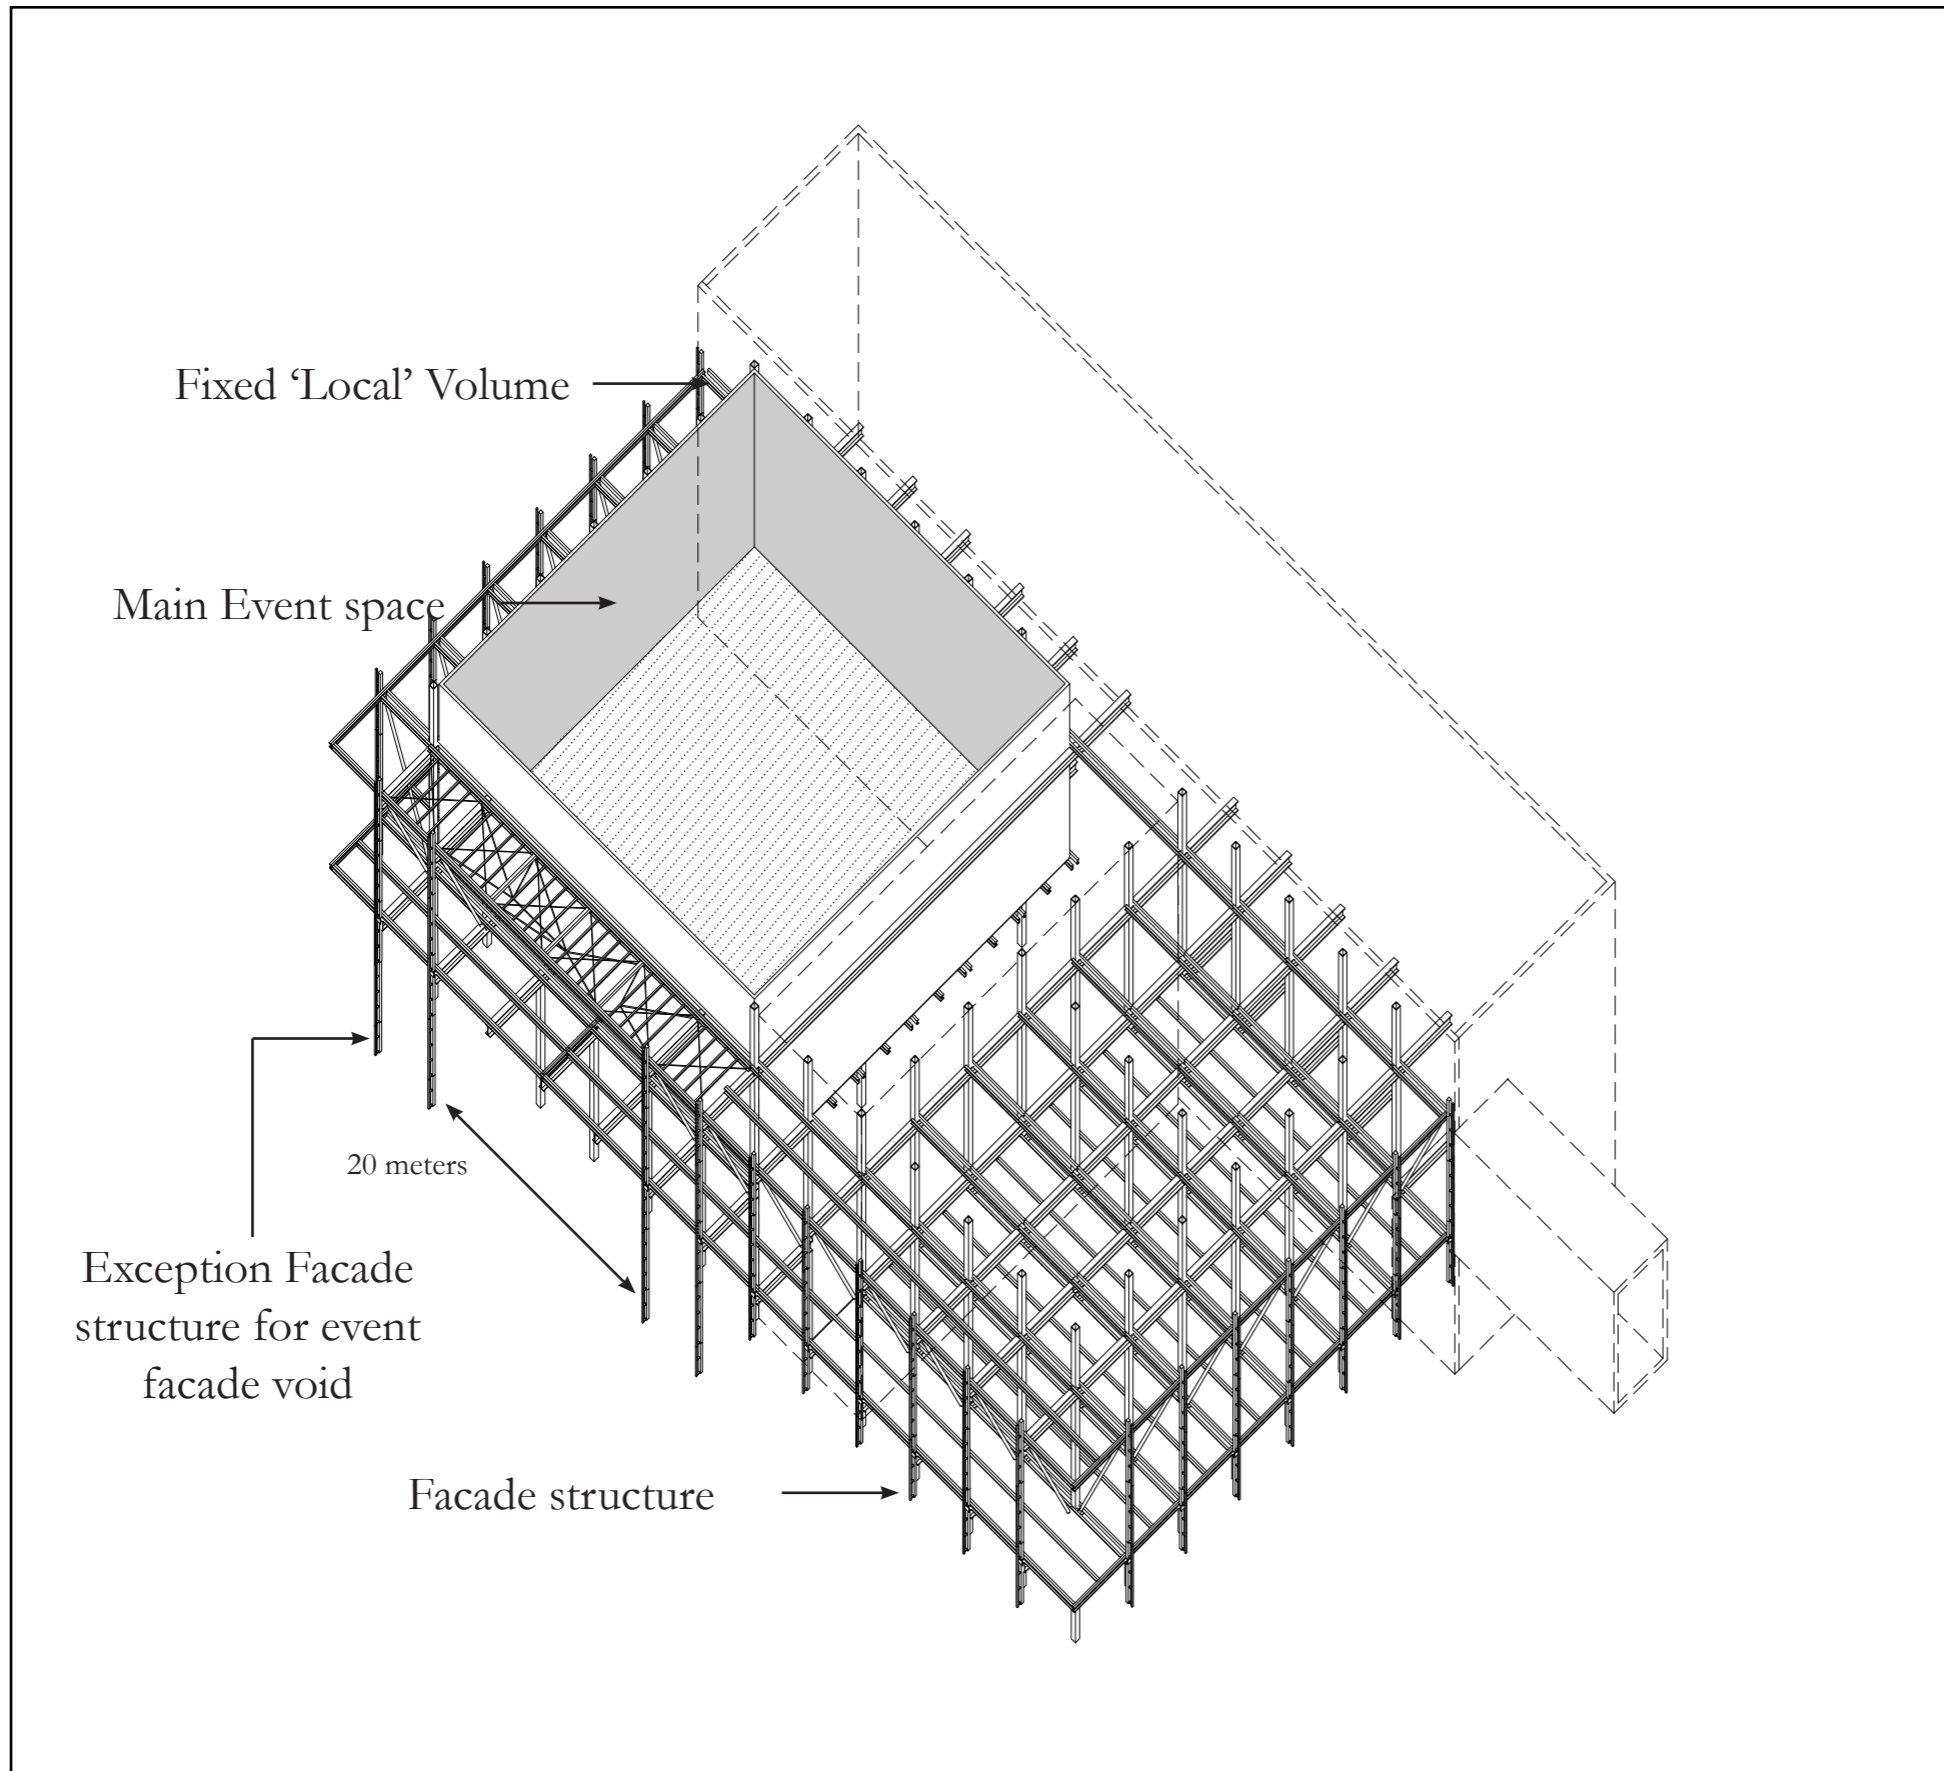 Fixed ‘Local’ Volume
Main Event space
20 meters
Exception Facade
structure for event
facade void
Facade structure